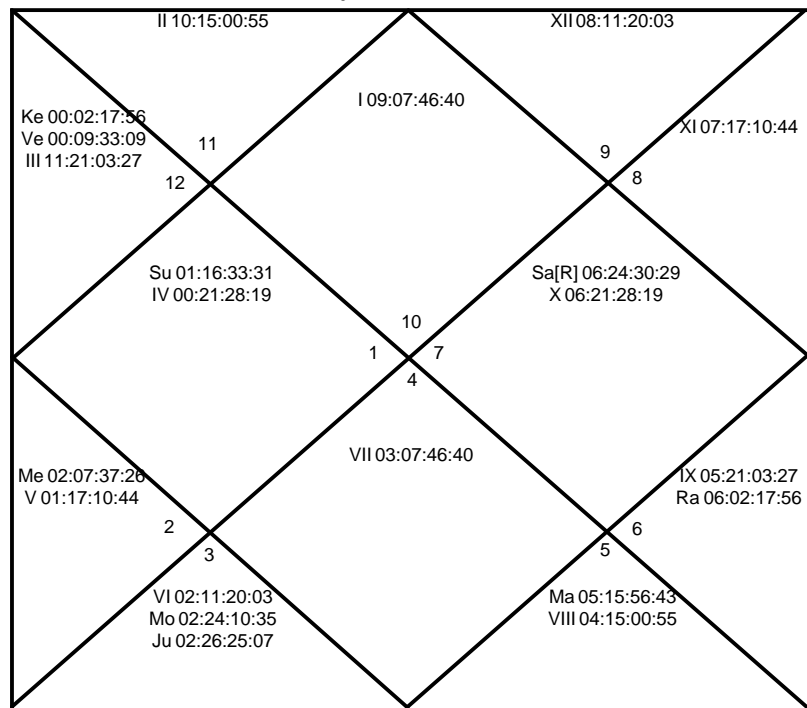 II 10:15:00:55
XII 08:11:20:03
I 09:07:46:40
Ke 00:02:17:56
Ve 00:09:33:09
III 11:21:03:27
XI 07:17:10:44
11
9
12
8
Su 01:16:33:31
IV 00:21:28:19
Sa[R] 06:24:30:29
X 06:21:28:19
10
1
7
4
VII 03:07:46:40
Me 02:07:37:26
V 01:17:10:44
IX 05:21:03:27
Ra 06:02:17:56
2
6
3
5
VI 02:11:20:03
Mo 02:24:10:35
Ju 02:26:25:07
Ma 05:15:56:43
VIII 04:15:00:55